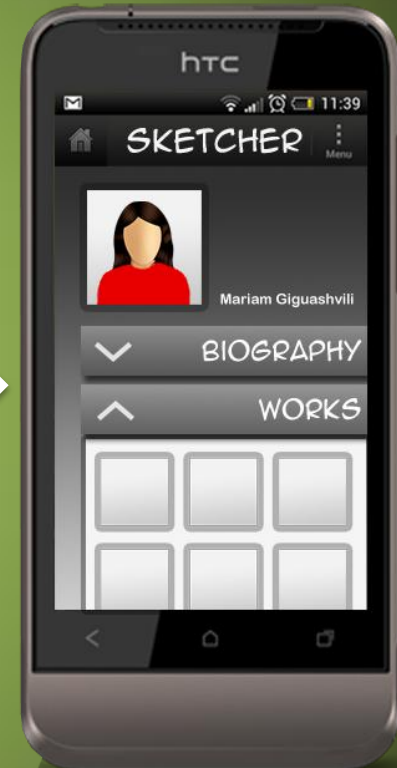 hTC
11:39
SKETCHER
Menu
Mariam Giguashvili
BIOGRAPHY
WORKS